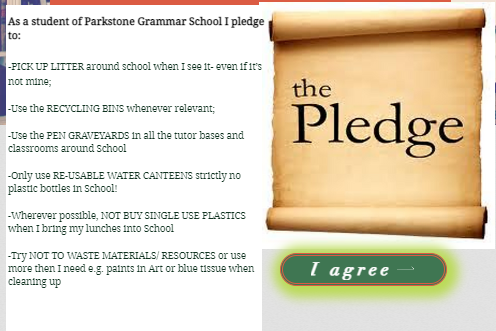 As a student of Parkstone Grammar School I pledge
to:
-PICK UP LITTER around school when I see it- even if it's
not mine;
-Use the RECYCLING BINS whenever relevant;
-Use the PEN GRAVEYARDS in all the tutor bases and
classrooms around School
-Only use RE-USABLE WATER CANTEENS strictly no
plastic bottles in School!
-Wherever possible, NOT BUY SINGLE USE PLASTICS
when I bring my lunches into School
-Try NOT TO WASTE MATERIALS/ RESOURCES or use
more then I need e.g. paints in Art or blue tissue when
cleaning up
the
Pledge
I agree →